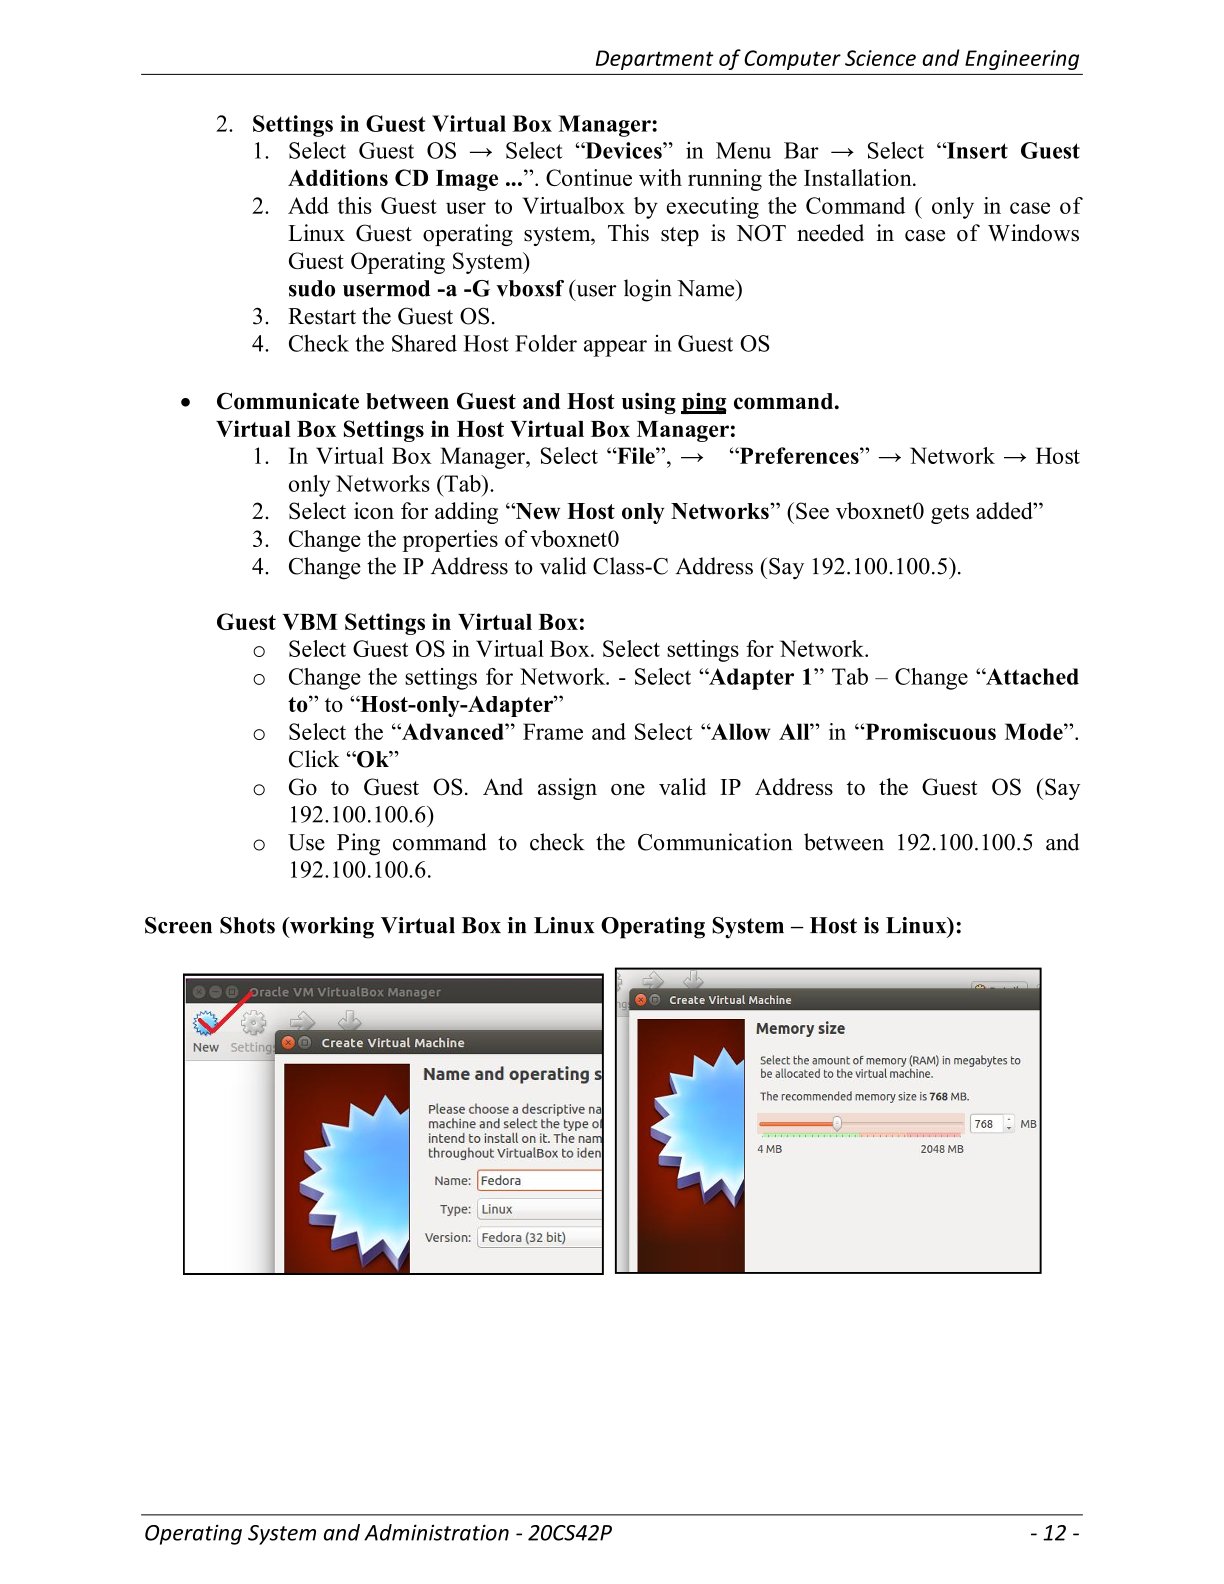 Department of Computer Science and Engineering
2. Settings in Guest Virtual Box Manager:
1. Select Guest OS → Select “Devices” in Menu Bar → Select “Insert Guest
Additions CD Image ...”. Continue with running the Installation.
2. Add this Guest user to Virtualbox by executing the Command ( only in case of
Linux Guest operating system, This step is NOT needed in case of Windows
Guest Operating System)
sudo usermod -a -G vboxsf (user login Name)
3. Restart the Guest OS.
4. Check the Shared Host Folder appear in Guest OS
• Communicate between Guest and Host using ping command.
Virtual Box Settings in Host Virtual Box Manager:
1. In Virtual Box Manager, Select “File”, → “Preferences” → Network → Host
only Networks (Tab).
2. Select icon for adding “New Host only Networks” (See vboxnet0 gets added”
3. Change the properties of vboxnet0
4. Change the IP Address to valid Class-C Address (Say 192.100.100.5).
Guest VBM Settings in Virtual Box:
o Select Guest OS in Virtual Box. Select settings for Network.
o Change the settings for Network. - Select “Adapter 1” Tab – Change “Attached
to” to “Host-only-Adapter”
o Select the “Advanced” Frame and Select “Allow All” in “Promiscuous Mode”.
Click “Ok”
o Go to Guest OS. And assign one valid IP Address to the Guest OS (Say
192.100.100.6)
o Use Ping command to check the Communication between 192.100.100.5 and
192.100.100.6.
Screen Shots (working Virtual Box in Linux Operating System – Host is Linux):
Oracle VM VirtualBox Manager
New Setting
Create Virtual Machine
Name and operating s
Please choose a descriptive na
machine and select the type of
intend to install on it. The nam
throughout VirtualBox to iden
Name: Fedora
Type: Linux
Version: Fedora (32 bit)
Create Virtual Machine
Memory size
Select the amount of memory (RAM) in megabytes to
be allocated to the virtual machine.
The recommended memory size is 768 MB.
768 MB
4 MB 2048 MB
Operating System and Administration - 20CS42P - 12 -